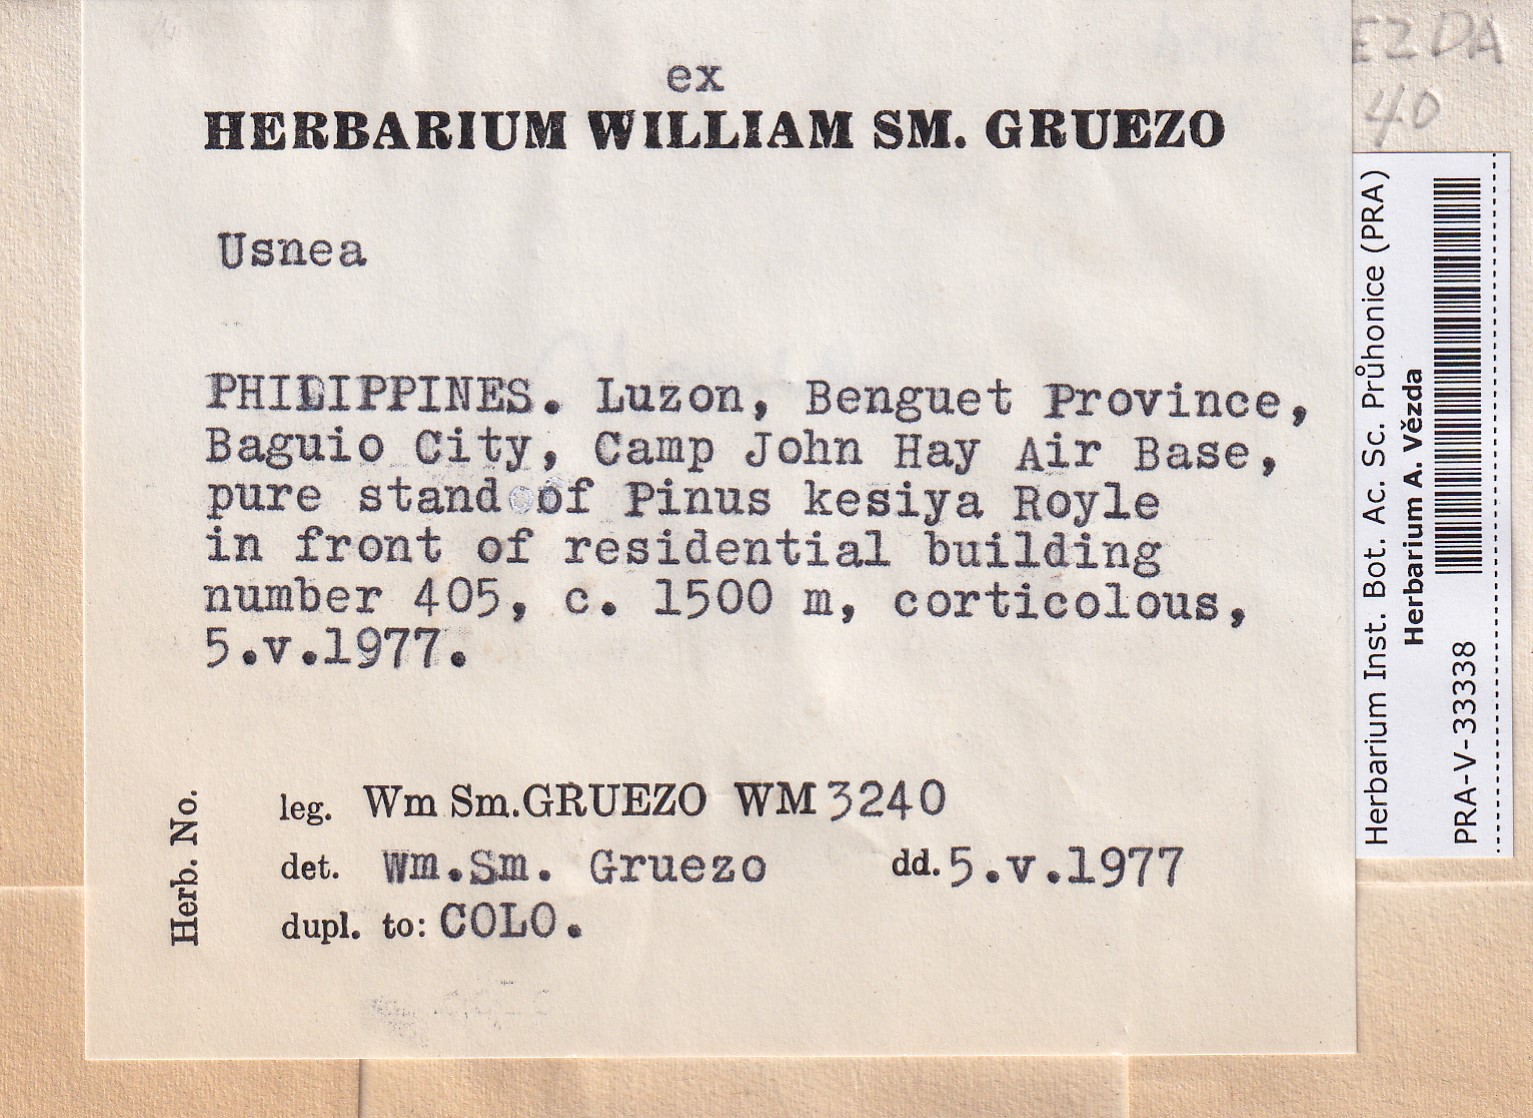 ex
HERBARIUM WILLIAM SM. GRUEZO
Usnea
PHILIPPINES. Luzon, Benguet Province,
Baguio City, Camp John Hay Air Base,
pure stand of Pinus kesiya Royle
in front of residential building
number 405, c. 1500 m, corticolous,
5.v.1977.
Herb. No.
leg. Wm Sm.GRUEZO WM 3240
det. Wm.Sm. Gruezo dd. 5.v.1977
dupl. to: COLO.
40
Herbarium Inst. Bot. Ac. Sc. Průhonice (PRA)
Herbarium A. Vězda
PRA-V-33338